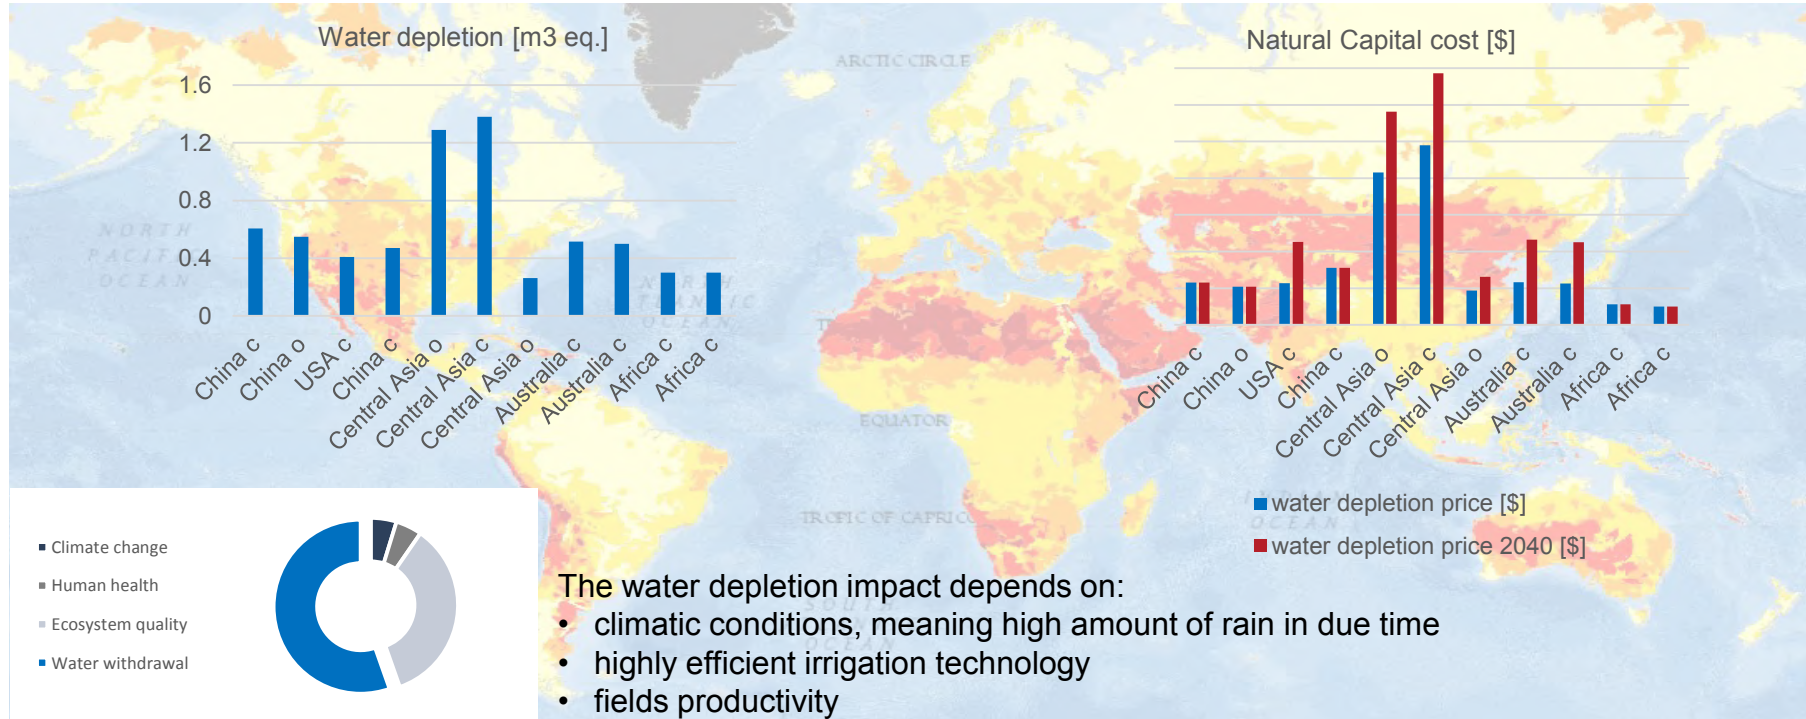 Water depletion [m3 eq.]
1.6
1.2
0.8
0.4
0
China c
China o
USA c
China c
Central Asia o
Central Asia c
Central Asia o
Australia c
Australia c
Africa c
Africa c
ARCTIC CIRCLE
NORTH
OCEAN
EQUATOR
OCEAN
Natural Capital cost [$]
China c
China o
USA c
China c
Central Asia o
Central Asia c
Central Asia o
Australia c
Australia c
Africa c
Africa c
water depletion price [$]
water depletion price 2040 [$]
Climate change
Human health
Ecosystem quality
Water withdrawal
The water depletion impact depends on:
• climatic conditions, meaning high amount of rain in due time
• highly efficient irrigation technology
• fields productivity